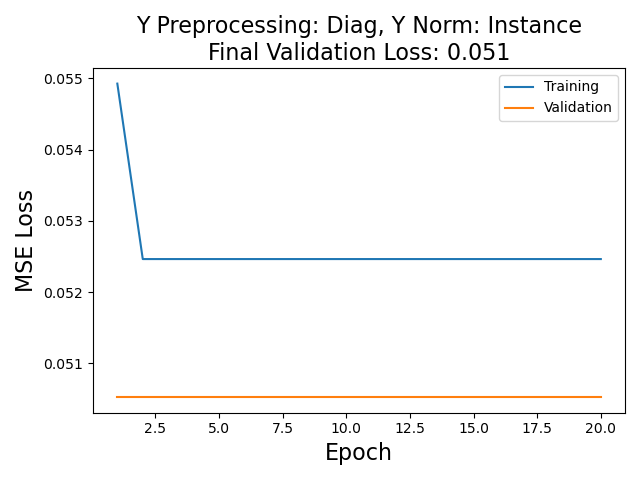 Y Preprocessing: Diag, Y Norm: Instance
Final Validation Loss: 0.051
Training
Validation
MSE Loss
0.055
0.054
0.053
0.052
0.051
2.5 5.0 7.5 10.0 12.5 15.0 17.5 20.0
Epoch